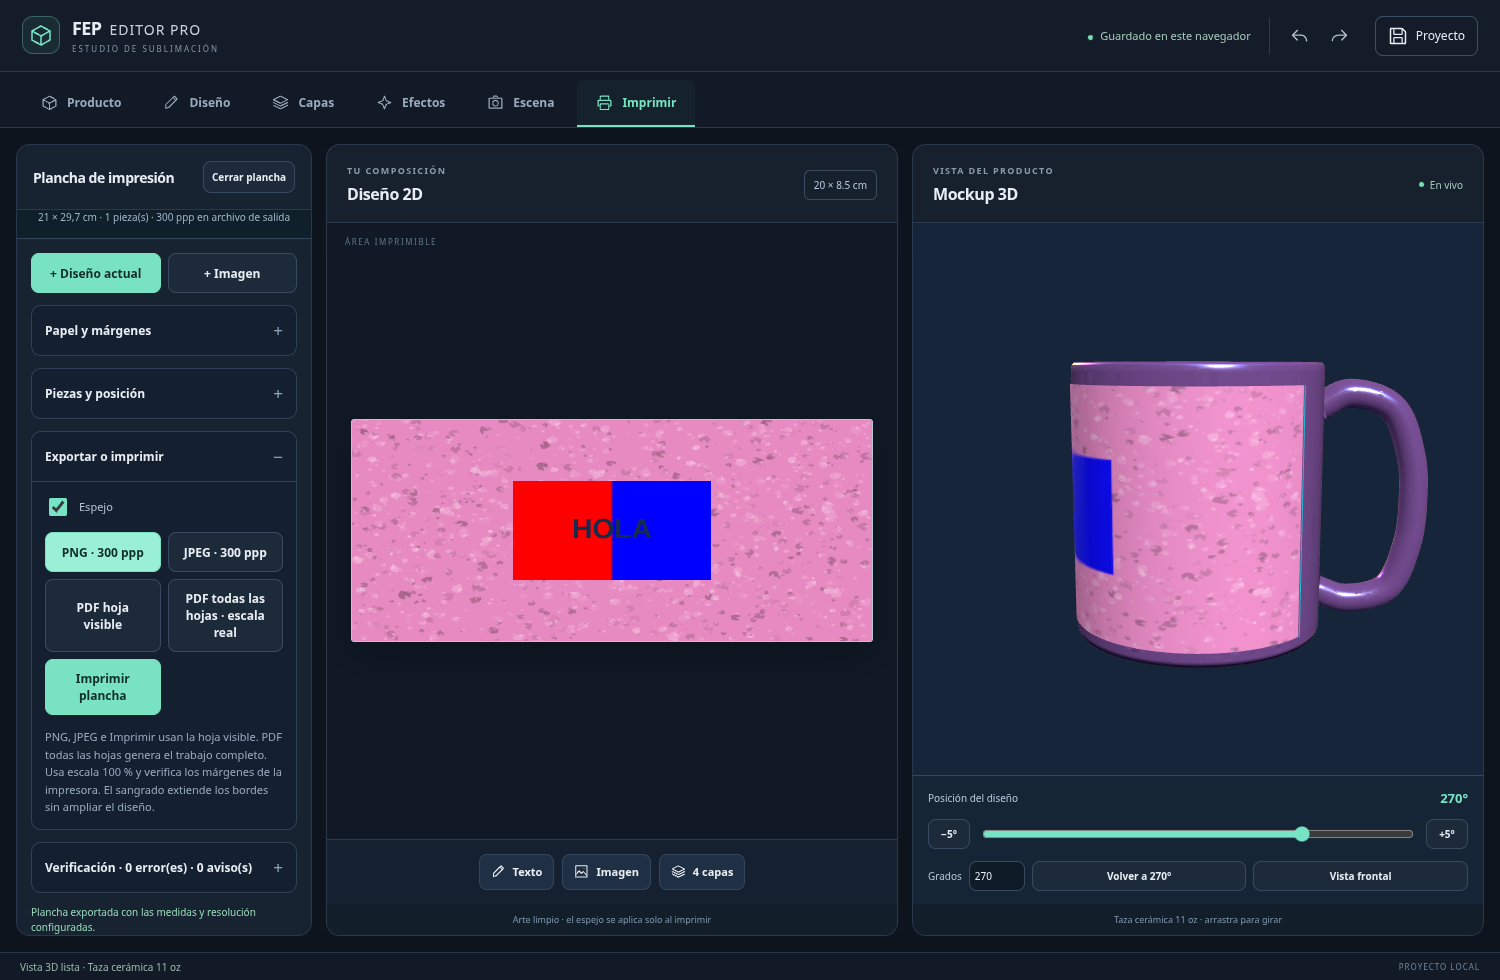 FEP EDITOR PRO
ESTUDIO DE SUBLIMACIÓN
Guardado en este navegador
Proyecto
Producto
Diseño
Capas
Efectos
Escena
Imprimir
Plancha de impresión
Cerrar plancha
21 × 29,7 cm · 1 pieza(s) · 300 ppp en archivo de salida
+ Diseño actual
+ Imagen
Papel y márgenes
+
Piezas y posición
+
Exportar o imprimir
−
Espejo
PNG · 300 ppp
JPEG · 300 ppp
PDF hoja
visible
PDF todas las
hojas · escala
real
Imprimir
plancha
PNG, JPEG e Imprimir usan la hoja visible. PDF
todas las hojas genera el trabajo completo.
Usa escala 100 % y verifica los márgenes de la
impresora. El sangrado extiende los bordes
sin ampliar el diseño.
Verificación · 0 error(es) · 0 aviso(s)
+
Plancha exportada con las medidas y resolución
configuradas.
TU COMPOSICIÓN
Diseño 2D
20 × 8.5 cm
ÁREA IMPRIMIBLE
HOLA
Texto
Imagen
4 capas
Arte limpio · el espejo se aplica solo al imprimir
VISTA DEL PRODUCTO
Mockup 3D
En vivo
Posición del diseño
270°
−5°
+5°
Grados
270
Volver a 270°
Vista frontal
Taza cerámica 11 oz · arrastra para girar
Vista 3D lista · Taza cerámica 11 oz
PROYECTO LOCAL